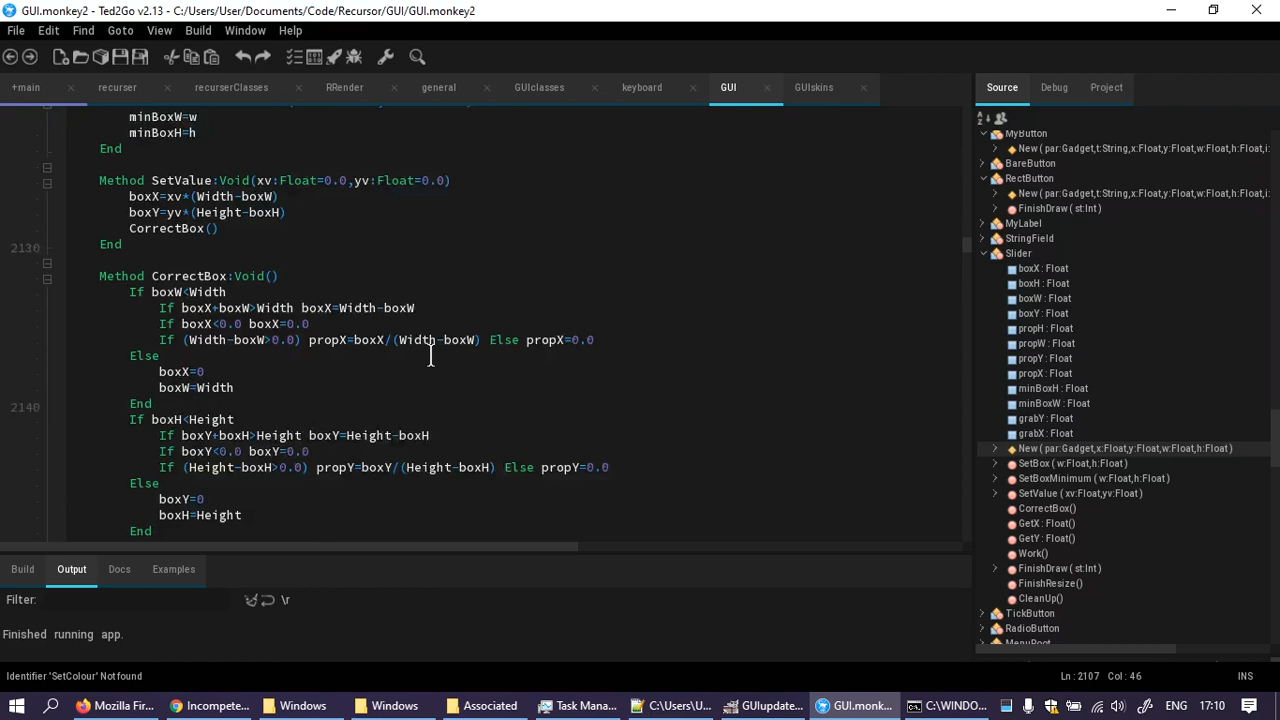 GUI.monkey2 - Ted2Go v2.13 - C:/Users/User/Documents/Code/Recursor/GUI/GUI.monkey2
File Edit Find Goto View Build Window Help
+main recurser recurserClasses RRender general GUIclasses keyboard GUI GUIskins
Source Debug Project
minBoxW=w
minBoxH=h
End
Method SetValue:Void(xv:Float=0.0,yv:Float=0.0)
boxX=xv*(Width-boxW)
boxY=yv*(Height-boxH)
CorrectBox()
2130 End
Method CorrectBox:Void()
If boxW<Width
If boxX+boxW>Width boxX=Width-boxW
If boxX<0.0 boxX=0.0
If (Width-boxW>0.0) propX=boxX/(Width-boxW) Else propX=0.0
Else
boxX=0
boxW=Width
2140 End
If boxH<Height
If boxY+boxH>Height boxY=Height-boxH
If boxY<0.0 boxY=0.0
If (Height-boxH>0.0) propY=boxY/(Height-boxH) Else propY=0.0
Else
boxY=0
boxH=Height
End
MyButton
New ( par:Gadget,t:String,x:Float,y:Float,w:Float,h:Float,i:
BareButton
RectButton
New ( par:Gadget,t:String,x:Float,y:Float,w:Float,h:Float,i:
FinishDraw ( st:Int )
MyLabel
StringField
Slider
boxX : Float
boxH : Float
boxW : Float
boxY : Float
propH : Float
propW : Float
propY : Float
propX : Float
minBoxH : Float
minBoxW : Float
grabY : Float
grabX : Float
New ( par:Gadget,x:Float,y:Float,w:Float,h:Float )
SetBox ( w:Float,h:Float )
SetBoxMinimum ( w:Float,h:Float )
SetValue ( xv:Float,yv:Float )
CorrectBox()
GetX : Float()
GetY : Float()
Work()
FinishDraw ( st:Int )
FinishResize()
CleanUp()
TickButton
RadioButton
MenuRoot
Build Output Docs Examples
Filter: \r
Finished running app.
Identifier 'SetColour' Not found Ln : 2107 Col : 46 INS
Mozilla Fir... Incompete... Windows Windows Associated Task Mana... C:\Users\U... GUIupdate... GUI.monk... C:\WINDO... 17:10